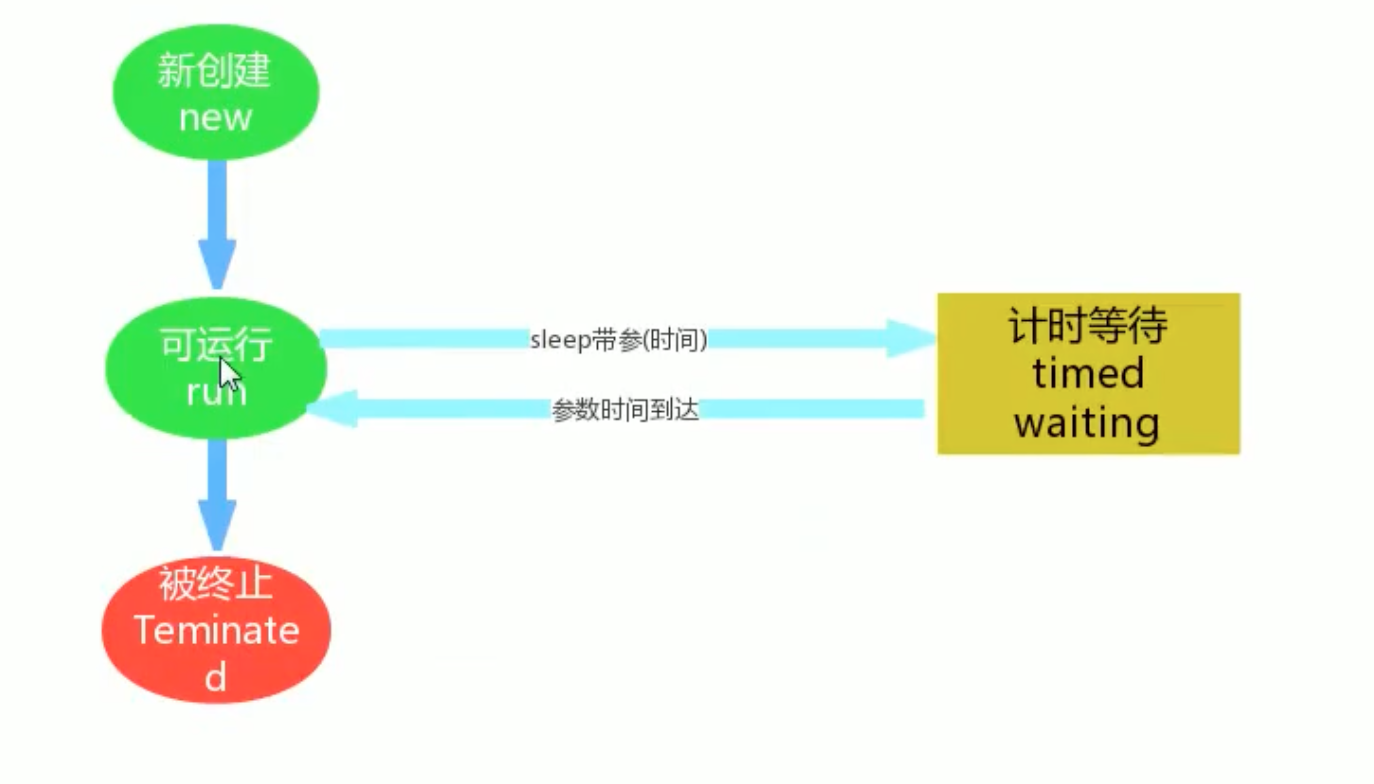 新创建
new
可运行
run
sleep带参(时间)
参数时间到达
计时等待
timed
waiting
被终止
Teminate
d